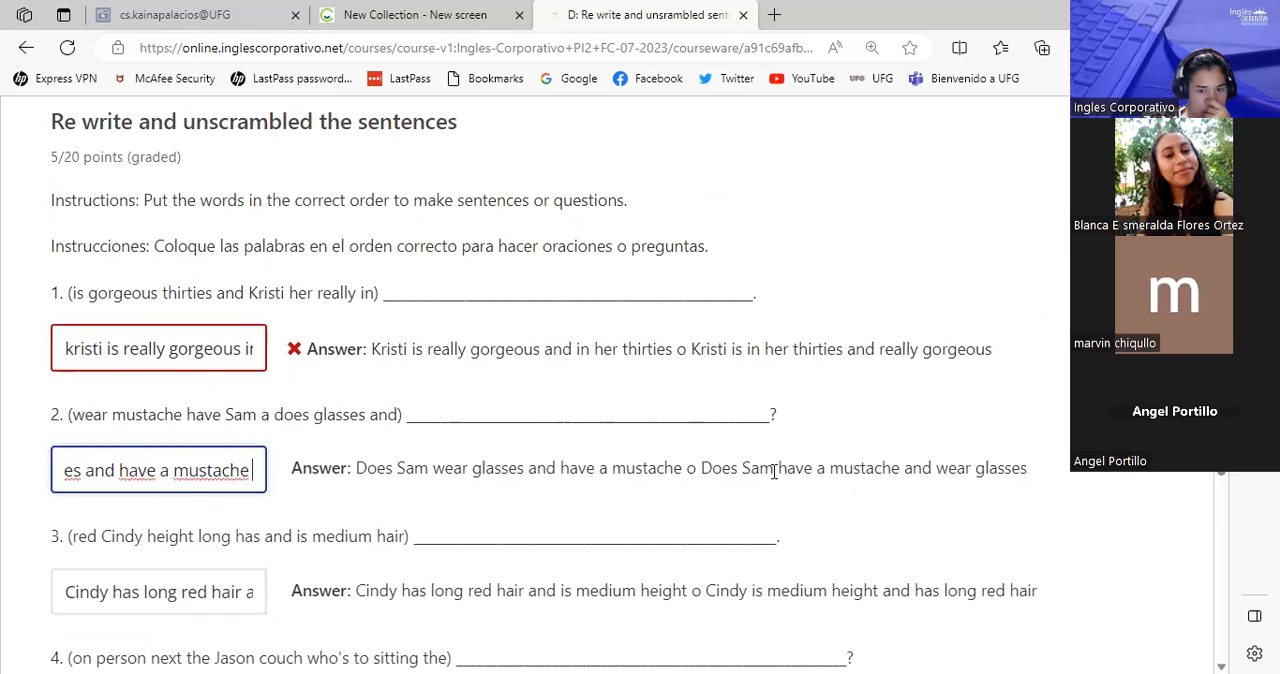 cs.kainapalacios@UFG
New Collection - New screen
D: Re write and unscrambled sent
https://online.inglescorporativo.net/courses/course-v1:Ingles-Corporativo+PI2+FC-07-2023/courseware/a91c69afb...
Express VPN
McAfee Security
LastPass password...
LastPass
Bookmarks
Google
Facebook
Twitter
YouTube
UFG
Bienvenido a UFG
Re write and unscrambled the sentences
5/20 points (graded)
Instructions: Put the words in the correct order to make sentences or questions.
Instrucciones: Coloque las palabras en el orden correcto para hacer oraciones o preguntas.
1. (is gorgeous thirties and Kristi her really in) ______________________________________.
kristi is really gorgeous ir
Answer: Kristi is really gorgeous and in her thirties o Kristi is in her thirties and really gorgeous
2. (wear mustache have Sam a does glasses and) ______________________________________?
es and have a mustache
Answer: Does Sam wear glasses and have a mustache o Does Sam have a mustache and wear glasses
3. (red Cindy height long has and is medium hair) ______________________________________.
Cindy has long red hair a
Answer: Cindy has long red hair and is medium height o Cindy is medium height and has long red hair
4. (on person next the Jason couch who's to sitting the) ______________________________________?
Inglés
Corporativo
Ingles Corporativo
Blanca E smeralda Flores Ortez
m
marvin chiqullo
Angel Portillo
Angel Portillo